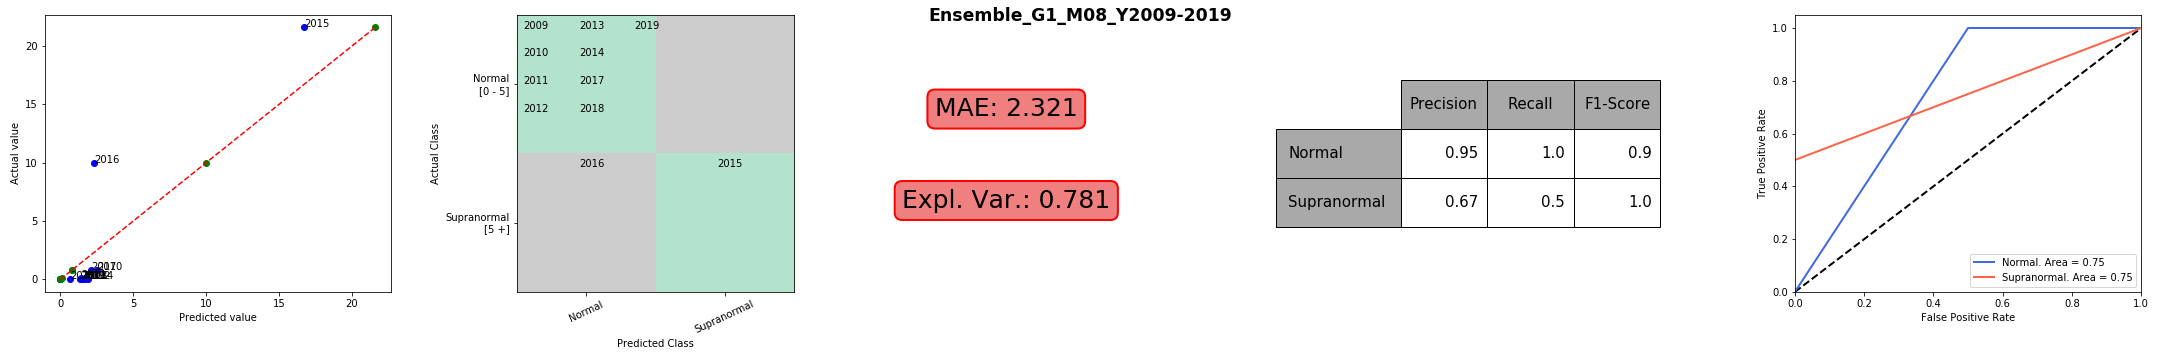 Ensemble_G1_M08_Y2009-2019
20
15
10
5
0
Actual value
2015
2016
0
5
10
15
20
Predicted value
2009 2013 2019
2010 2014
2011 2017
2012 2018
2016 2015
Normal
[0 - 5]
Supranormal
[5 +]
Actual Class
Normal
Supranormal
Predicted Class
MAE: 2.321
Expl. Var.: 0.781
Precision Recall F1-Score
Normal 0.95 1.0 0.9
Supranormal 0.67 0.5 1.0
1.0
0.8
0.6
0.4
0.2
0.0
True Positive Rate
Normal. Area = 0.75
Supranormal. Area = 0.75
0.0 0.2 0.4 0.6 0.8 1.0
False Positive Rate